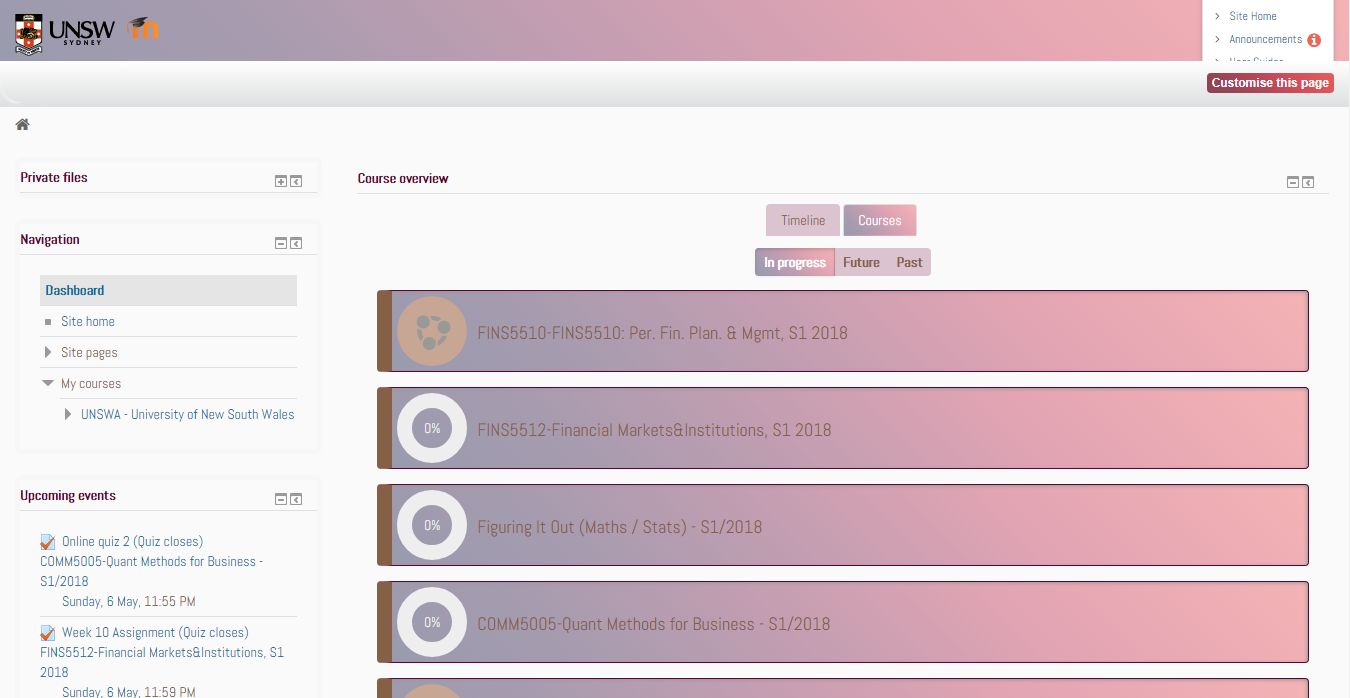 UNSW
SYDNEY
Site Home
Announcements
User Guides
Customise this page
Private files
Navigation
Dashboard
Site home
Site pages
My courses
UNSWA - University of New South Wales
Upcoming events
Online quiz 2 (Quiz closes)
COMM5005-Quant Methods for Business -
S1/2018
Sunday, 6 May, 11:55 PM
Week 10 Assignment (Quiz closes)
FINS5512-Financial Markets&Institutions, S1
2018
Sunday, 6 May, 11:59 PM
Course overview
Timeline
Courses
In progress Future Past
FINS5510-FINS5510: Per. Fin. Plan. & Mgmt, S1 2018
0% FINS5512-Financial Markets&Institutions, S1 2018
0% Figuring It Out (Maths / Stats) - S1/2018
0% COMM5005-Quant Methods for Business - S1/2018